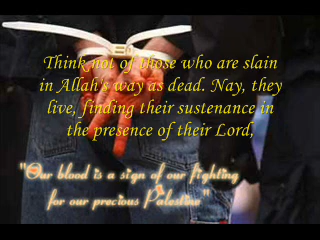 Think not of those who are slain
in Allah's way as dead. Nay, they
live, finding their sustenance in
the presence of their Lord,
"Our blood is a sign of our fighting
for our precious Palestine"